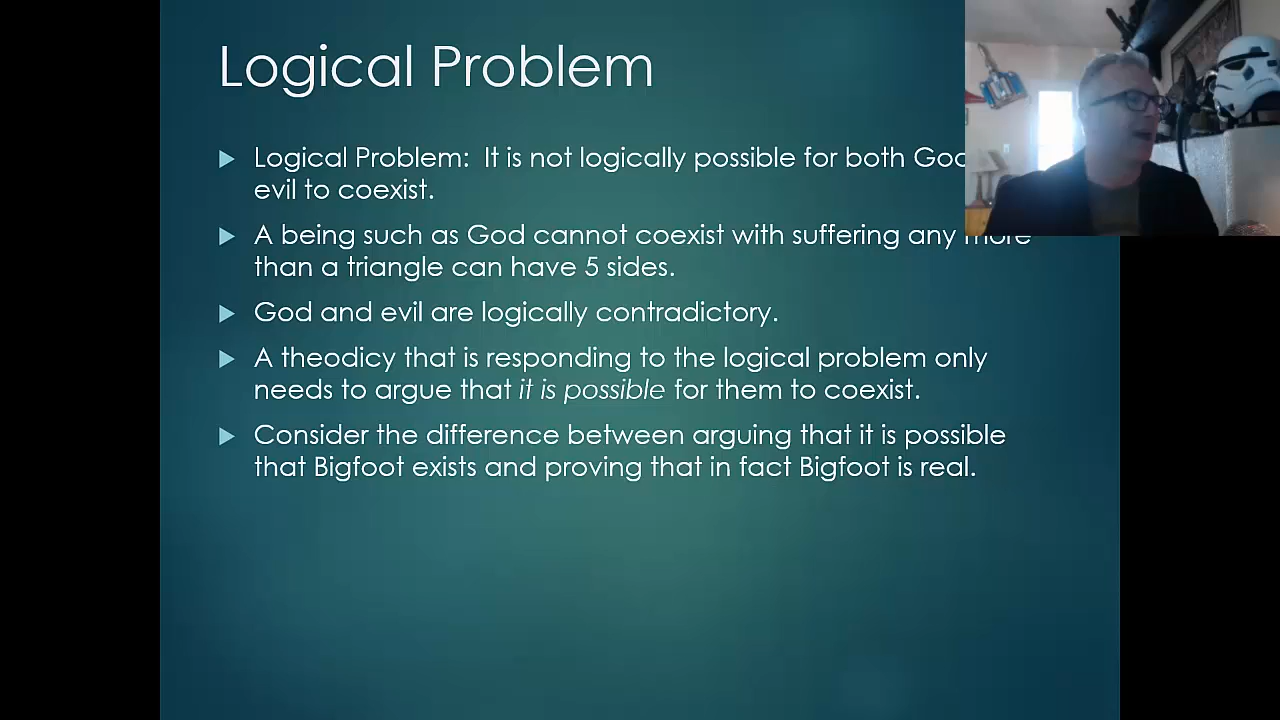 Logical Problem
Logical Problem:  It is not logically possible for both God
evil to coexist.
A being such as God cannot coexist with suffering any more
than a triangle can have 5 sides.
God and evil are logically contradictory.
A theodicy that is responding to the logical problem only
needs to argue that it is possible for them to coexist.
Consider the difference between arguing that it is possible
that Bigfoot exists and proving that in fact Bigfoot is real.